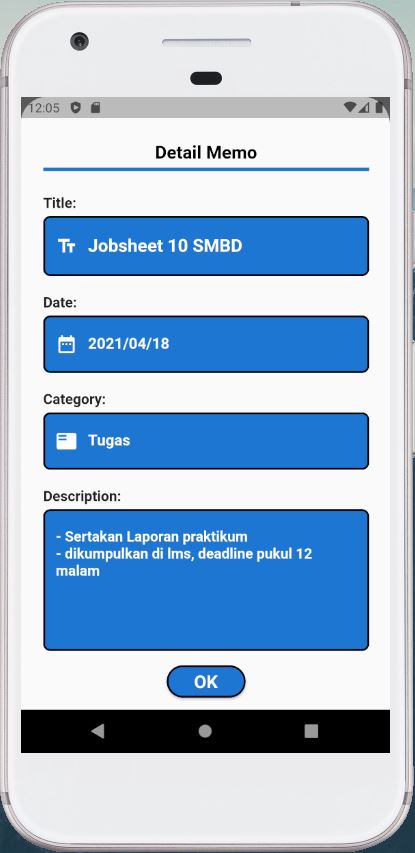 12:05
Detail Memo
Title:
Jobsheet 10 SMBD
Date:
2021/04/18
Category:
Tugas
Description:
- Sertakan Laporan praktikum
- dikumpulkan di lms, deadline pukul 12
malam
OK